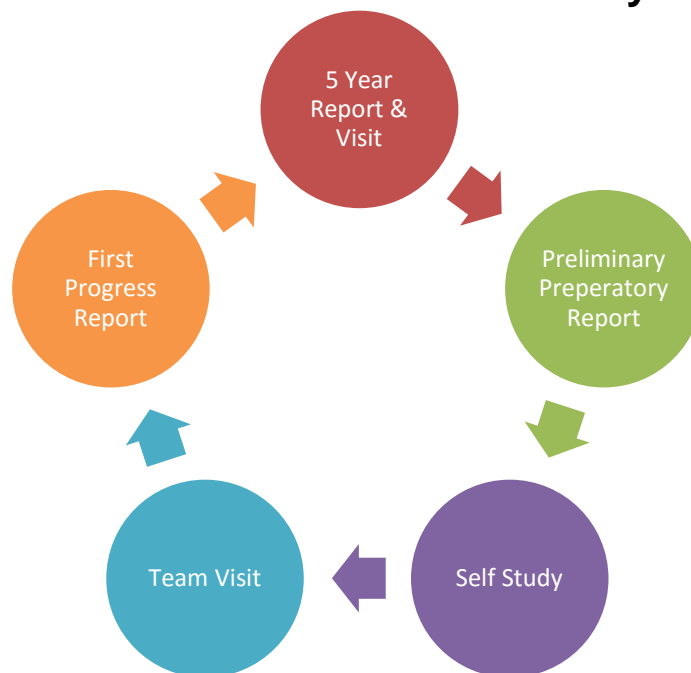 5 Year
Report &
Visit
First
Progress
Report
Preliminary
Preperatory
Report
Team Visit
Self Study